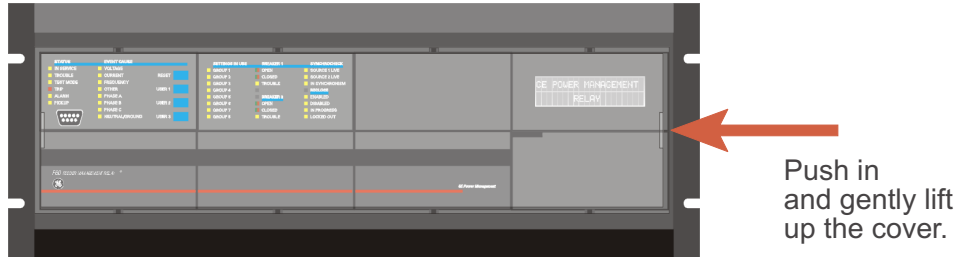 STATUS
IN SERVICE
TROUBLE
TEST MODE
TRIP
ALARM
PICKUP
EVENT CAUSE
VOLTAGE
CURRENT
FREQUENCY
OTHER
PHASE A
PHASE B
PHASE C
NEUTRAL/GROUND
RESET
USER 1
USER 2
USER 3
SETTINGS IN USE
GROUP 1
GROUP 2
GROUP 3
GROUP 4
GROUP 5
GROUP 6
GROUP 7
GROUP 8
BREAKER 1
OPEN
CLOSED
TROUBLE
OPEN
CLOSED
TROUBLE
SYNCHROCHECK
SOURCE 1 LIVE
SOURCE 2 LIVE
IN SYNCHRONISM
RECLOSE
ENABLED
DISABLED
IN PROGRESS
LOCKED OUT
GE POWER MANAGEMENT
RELAY
F60
GE Power Management
Push in
and gently lift
up the cover.